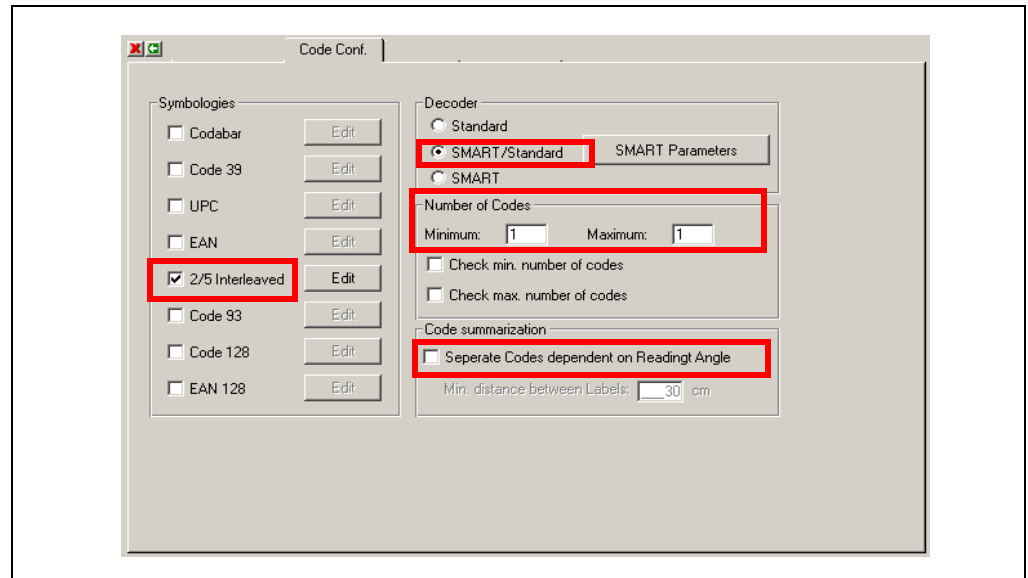 Code Conf.
Symbologies
Codabar Edit
Code 39 Edit
UPC Edit
EAN Edit
2/5 Interleaved Edit
Code 93 Edit
Code 128 Edit
EAN 128 Edit
Decoder
Standard
SMART/Standard SMART Parameters
SMART
Number of Codes
Minimum: 1 Maximum: 1
Check min. number of codes
Check max. number of codes
Code summarization
Seperate Codes dependent on Readingt Angle
Min. distance between Labels: __30 cm